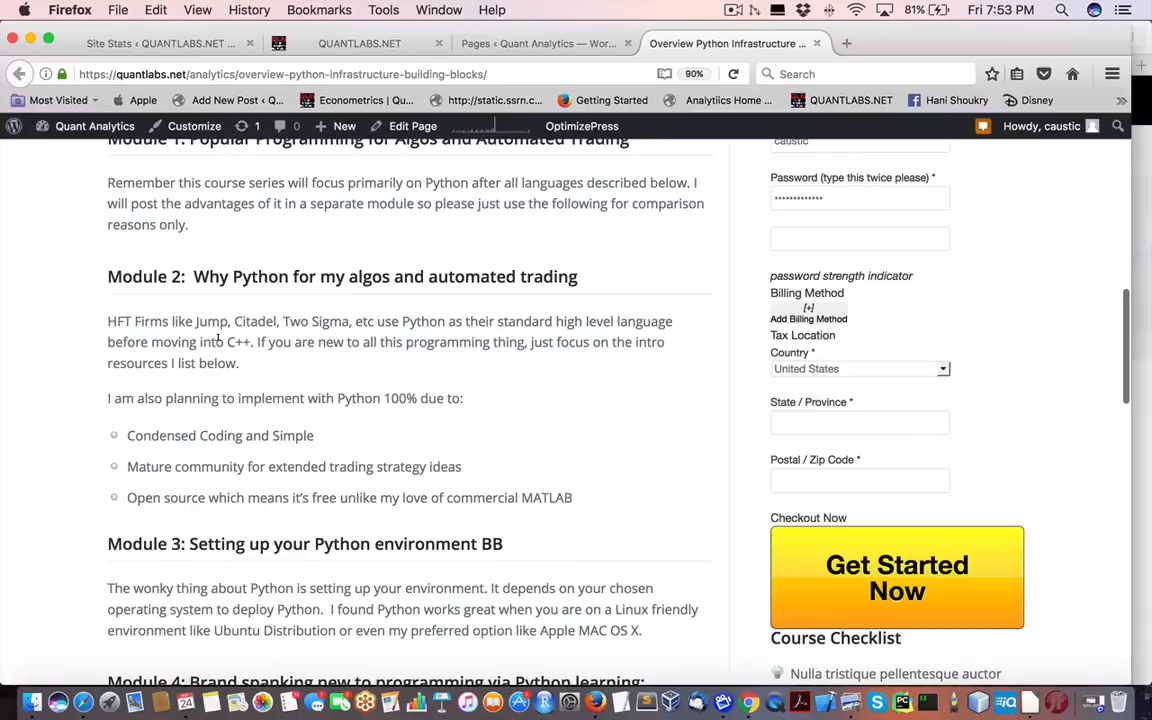 Firefox File Edit View History Bookmarks Tools Window Help
81% Fri 7:53 PM
Site Stats ‹ QUANTLABS.NET ...
QUANTLABS.NET
Pages ‹ Quant Analytics — Wor...
Overview Python Infrastructure ...
https://quantlabs.net/analytics/overview-python-infrastructure-building-blocks/
90%
Search
Most Visited
Apple
Add New Post ‹ Q...
Econometrics | Qu...
http://static.ssrn.c...
Getting Started
Analytiics Home ...
QUANTLABS.NET
Hani Shoukry
Disney
Quant Analytics
Customize
1
0
New
Edit Page
OptimizePress
Howdy, caustic
Module 1: Popular Programming for Algos and Automated Trading
Remember this course series will focus primarily on Python after all languages described below. I
will post the advantages of it in a separate module so please just use the following for comparison
reasons only.
Module 2: Why Python for my algos and automated trading
HFT Firms like Jump, Citadel, Two Sigma, etc use Python as their standard high level language
before moving into C++. If you are new to all this programming thing, just focus on the intro
resources I list below.
I am also planning to implement with Python 100% due to:
Condensed Coding and Simple
Mature community for extended trading strategy ideas
Open source which means it's free unlike my love of commercial MATLAB
Module 3: Setting up your Python environment BB
The wonky thing about Python is setting up your environment. It depends on your chosen
operating system to deploy Python. I found Python works great when you are on a Linux friendly
environment like Ubuntu Distribution or even my preferred option like Apple MAC OS X.
Module 4: Brand spanking new to programming via Python learning:
caustic
Password (type this twice please) *
•••••••••••••
password strength indicator
Billing Method
[+]
Add Billing Method
Tax Location
Country *
United States
State / Province *
Postal / Zip Code *
Checkout Now
Get Started
Now
Course Checklist
Nulla tristique pellentesque auctor